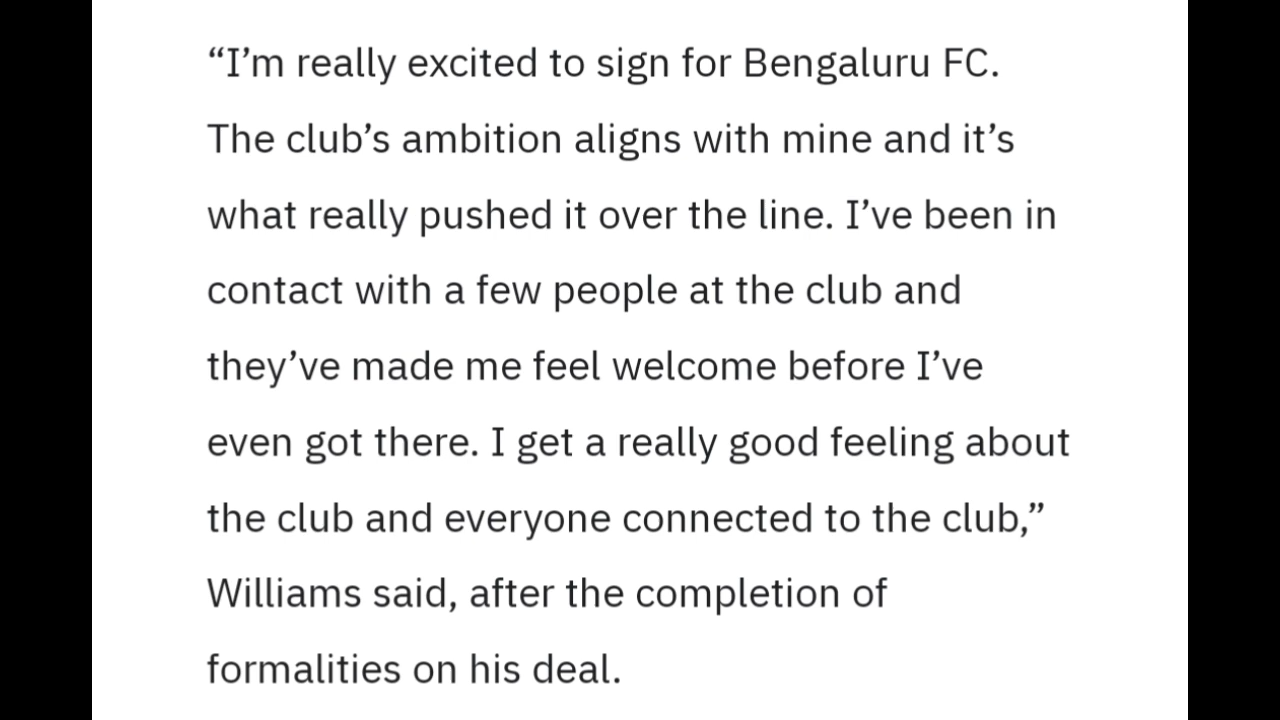 “I’m really excited to sign for Bengaluru FC.
The club’s ambition aligns with mine and it’s
what really pushed it over the line. I’ve been in
contact with a few people at the club and
they’ve made me feel welcome before I’ve
even got there. I get a really good feeling about
the club and everyone connected to the club,”
Williams said, after the completion of
formalities on his deal.